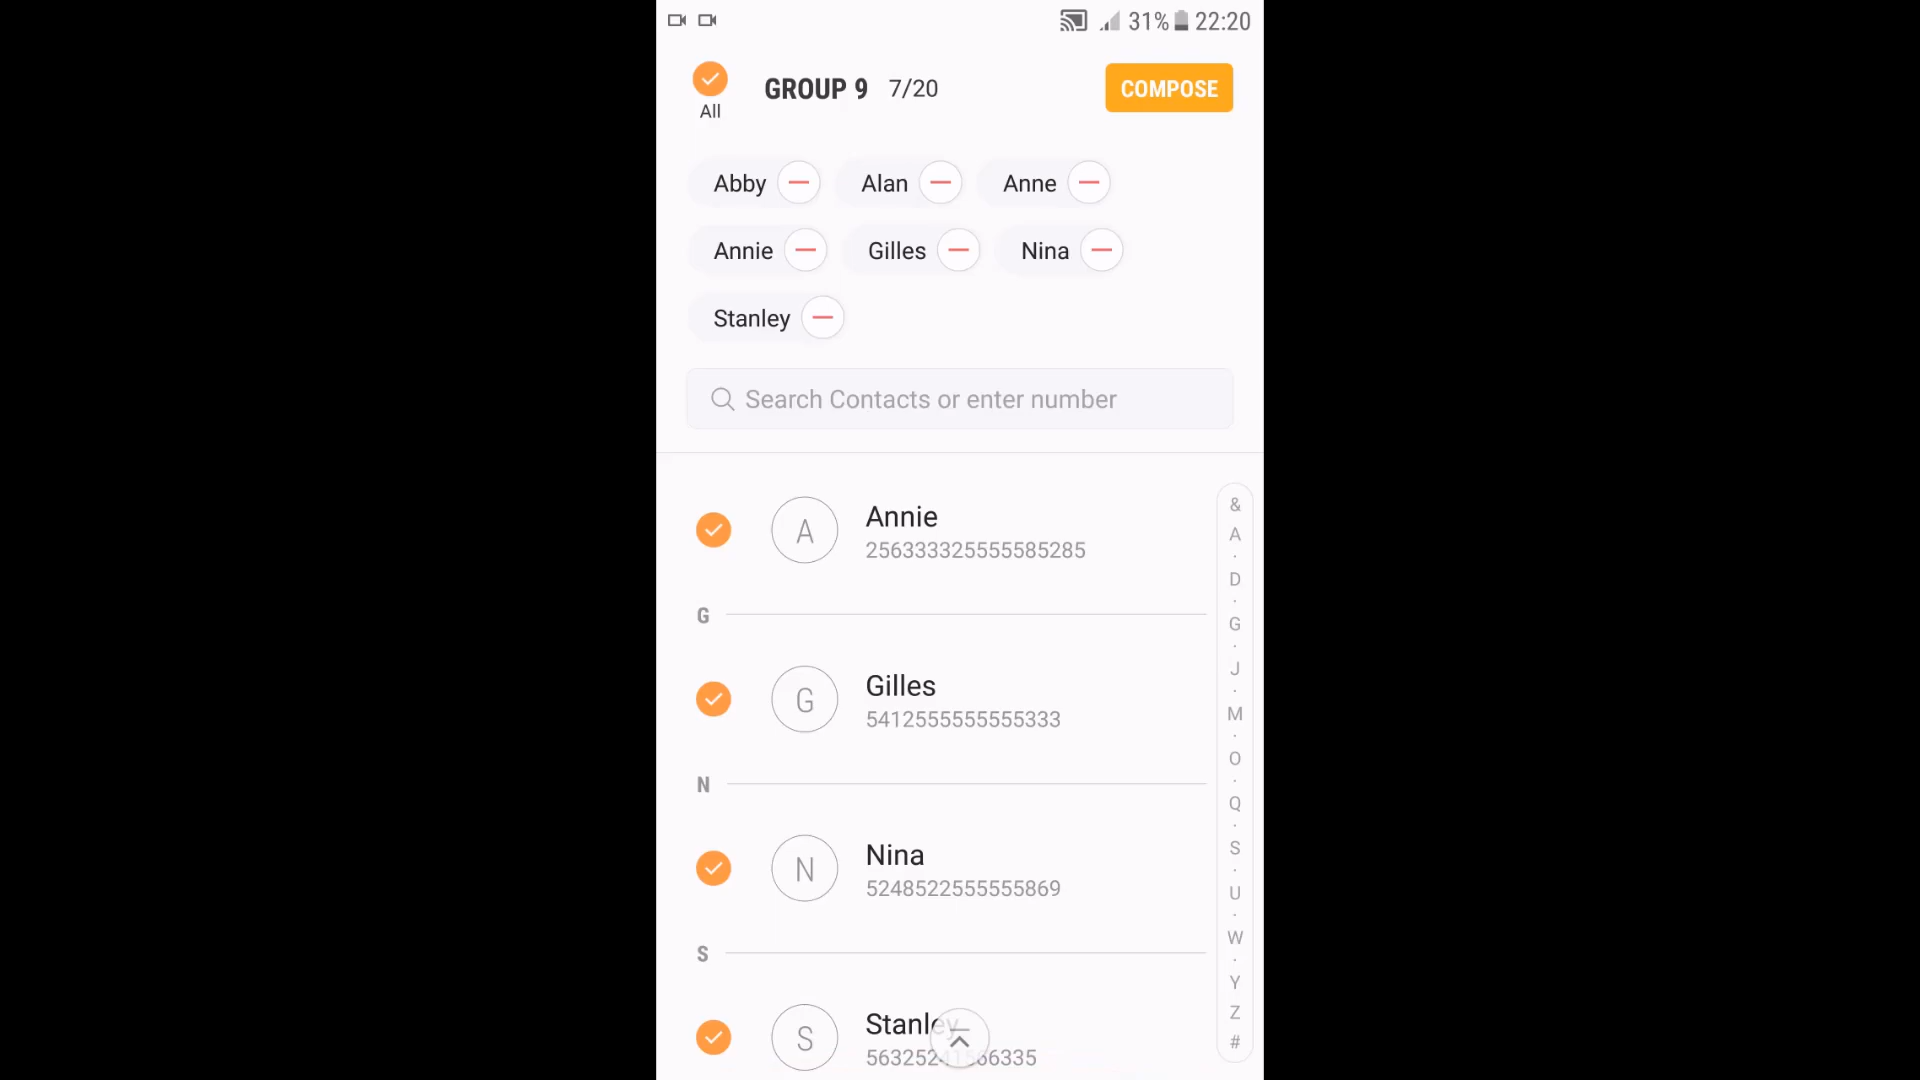 31% 22:20
All
GROUP 9 7/20
COMPOSE
Abby Alan Anne
Annie Gilles Nina
Stanley
Search Contacts or enter number
A Annie
256333325555585285
G
G Gilles
5412555555555333
N
N Nina
5248522555555869
S
S Stanley
&
A
D
G
J
M
O
Q
S
U
W
Y
Z
#